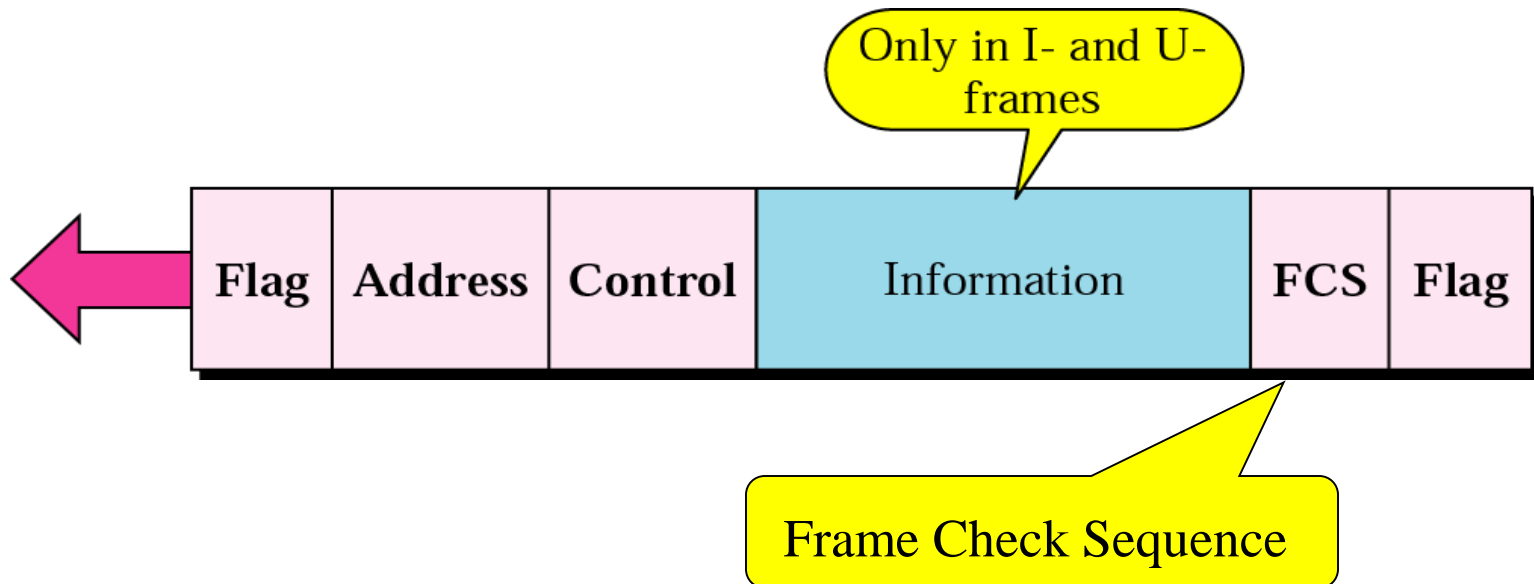 Only in I- and U-
frames
Flag Address Control Information FCS Flag
Frame Check Sequence